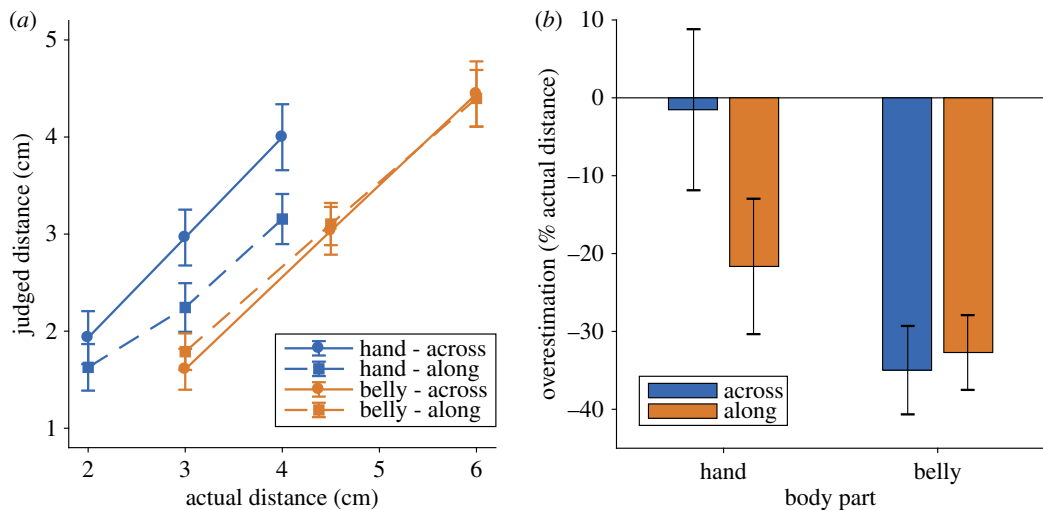 (a)
5
4
3
2
1
judged distance (cm)
2
3
4
5
6
actual distance (cm)
hand - across
hand - along
belly - across
belly - along
(b)
10
0
–10
–20
–30
–40
overestimation (% actual distance)
across
along
hand
belly
body part